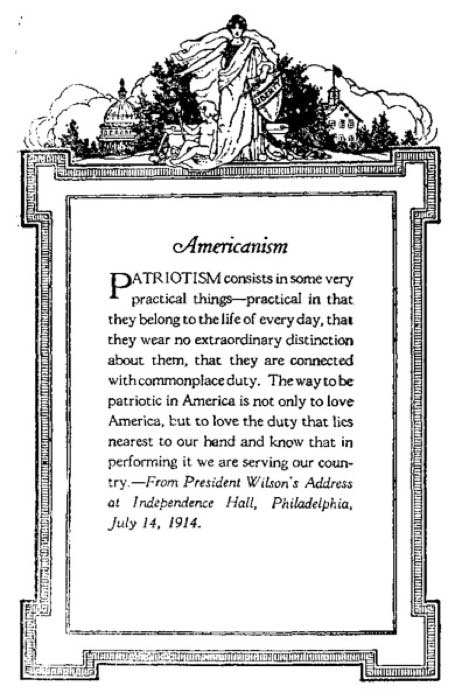 LIBERTY
Americanism
PATRIOTISM consists in some very
practical things—practical in that
they belong to the life of every day, that
they wear no extraordinary distinction
about them, that they are connected
with commonplace duty. The way to be
patriotic in America is not only to love
America, but to love the duty that lies
nearest to our hand and know that in
performing it we are serving our coun-
try.—From President Wilson's Address
at Independence Hall, Philadelphia,
July 14, 1914.